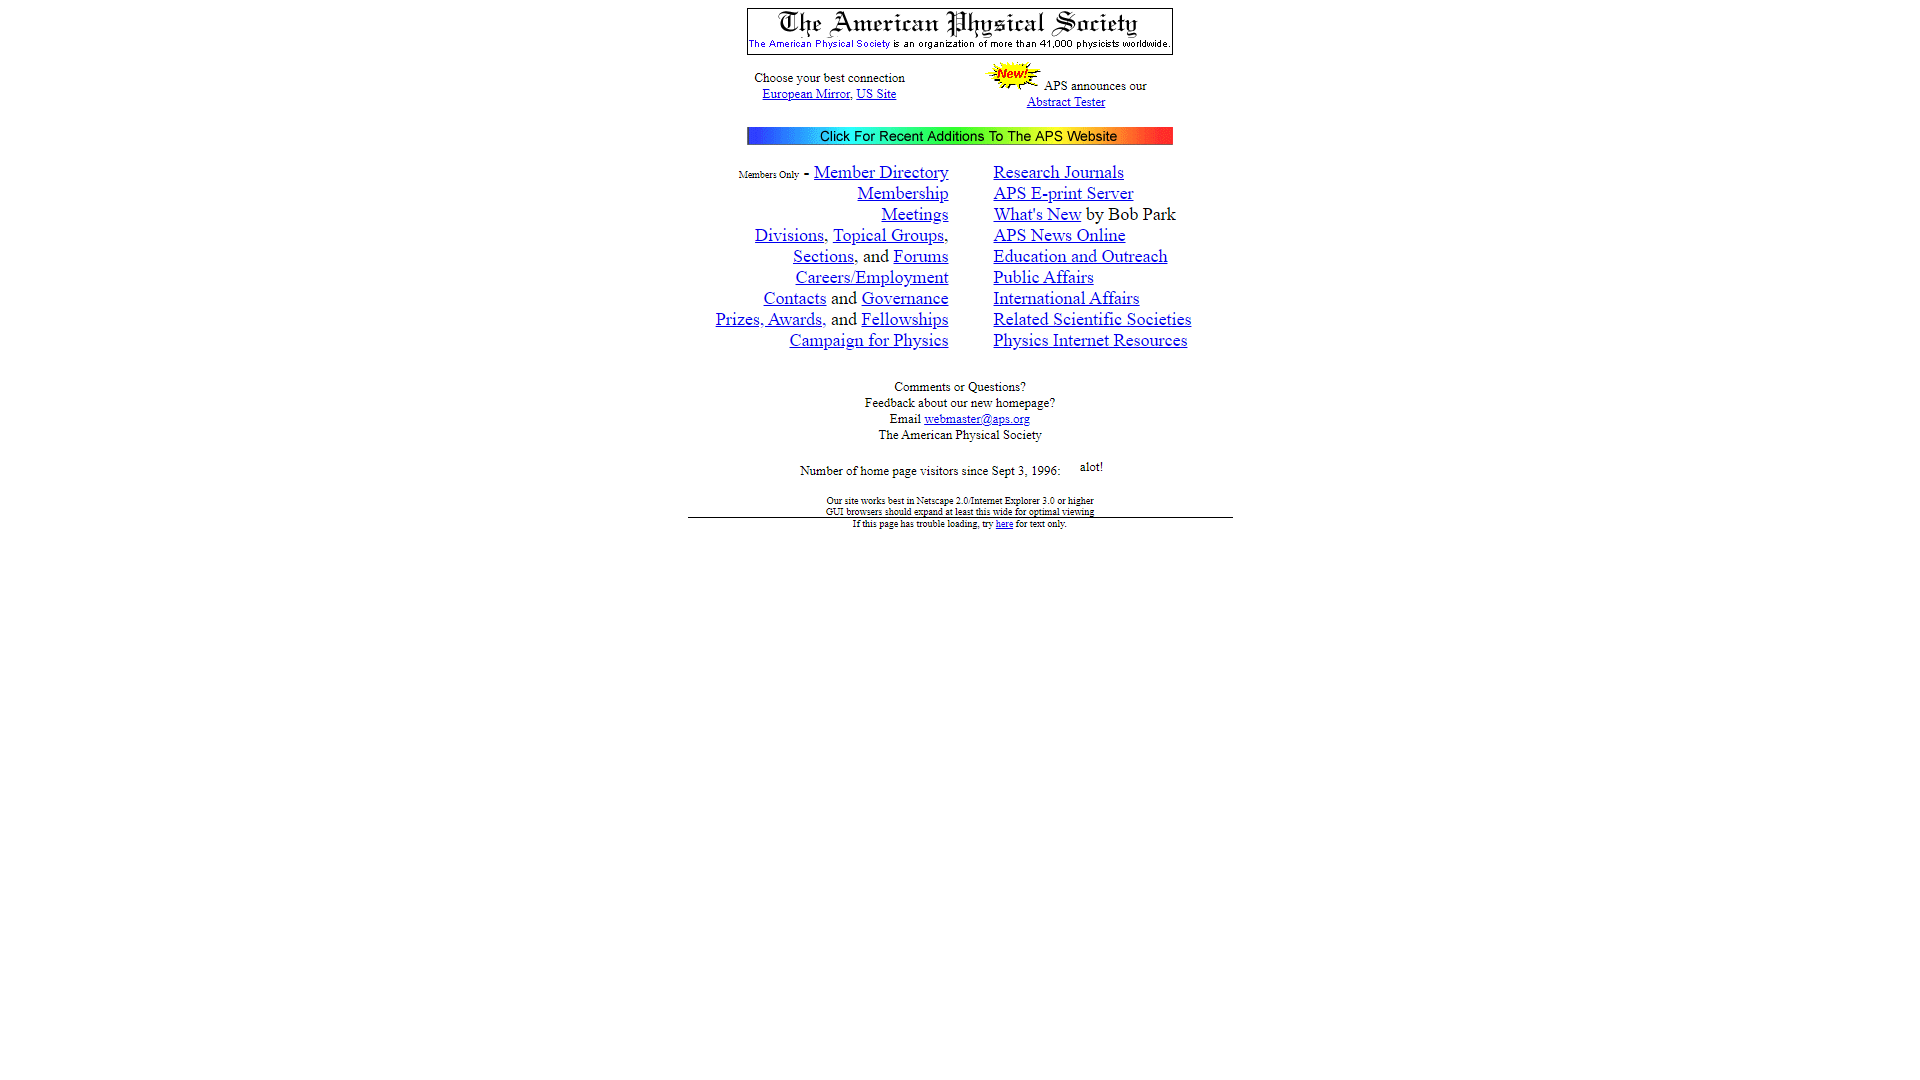 The American Physical Society
The American Physical Society is an organization of more than 41,000 physicists worldwide.
Choose your best connection
European Mirror, US Site
New! APS announces our
Abstract Tester
Click For Recent Additions To The APS Website
Members Only - Member Directory
Membership
Meetings
Divisions, Topical Groups,
Sections, and Forums
Careers/Employment
Contacts and Governance
Prizes, Awards, and Fellowships
Campaign for Physics
Research Journals
APS E-print Server
What's New by Bob Park
APS News Online
Education and Outreach
Public Affairs
International Affairs
Related Scientific Societies
Physics Internet Resources
Comments or Questions?
Feedback about our new homepage?
Email webmaster@aps.org
The American Physical Society
Number of home page visitors since Sept 3, 1996: alot!
Our site works best in Netscape 2.0/Internet Explorer 3.0 or higher
GUI browsers should expand at least this wide for optimal viewing
If this page has trouble loading, try here for text only.